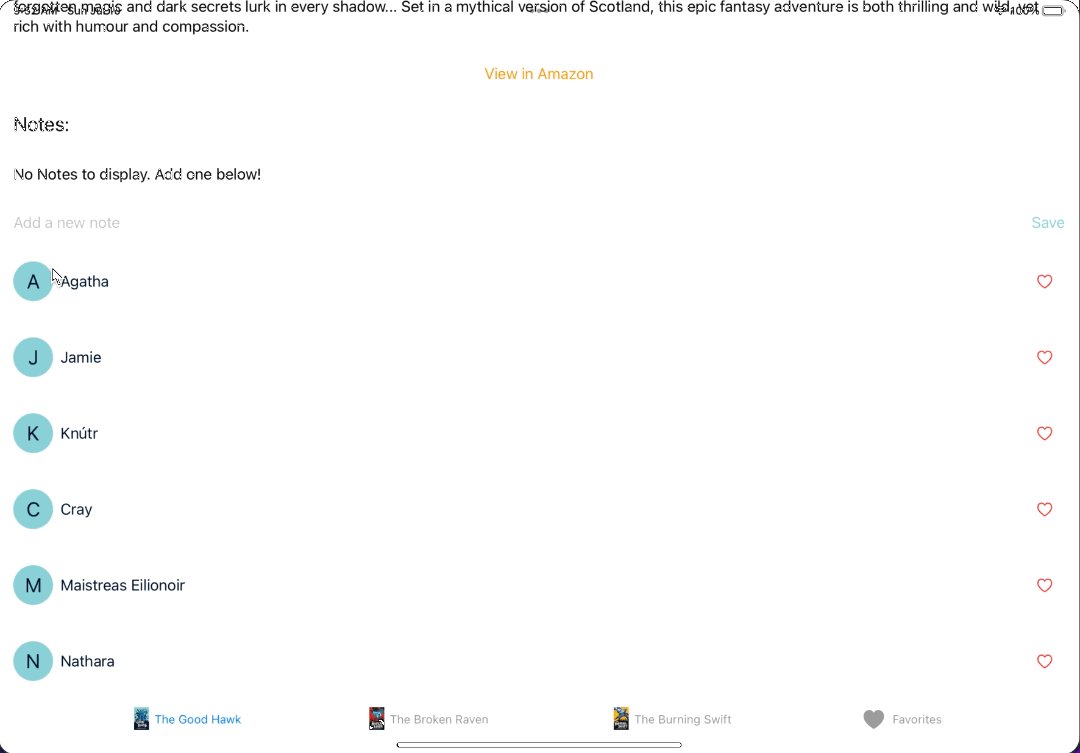 forgotten magic and dark secrets lurk in every shadow... Set in a mythical version of Scotland, this epic fantasy adventure is both thrilling and wild, yet
rich with humour and compassion.
View in Amazon
Notes:
No Notes to display. Add one below!
Add a new note Save
A Agatha
J Jamie
K Knútr
C Cray
M Maistreas Eilionoir
N Nathara
The Good Hawk The Broken Raven The Burning Swift Favorites